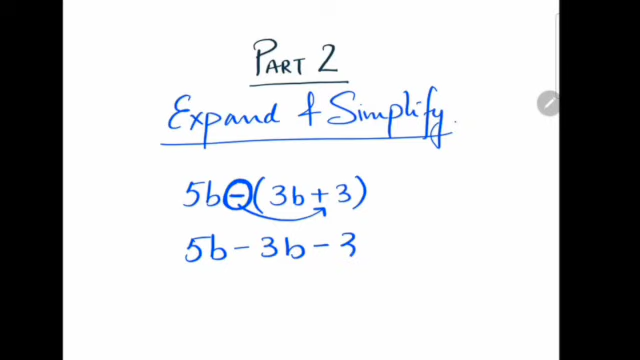 PART 2
Expand & Simplify.
5b - (3b + 3)
5b - 3b - 3